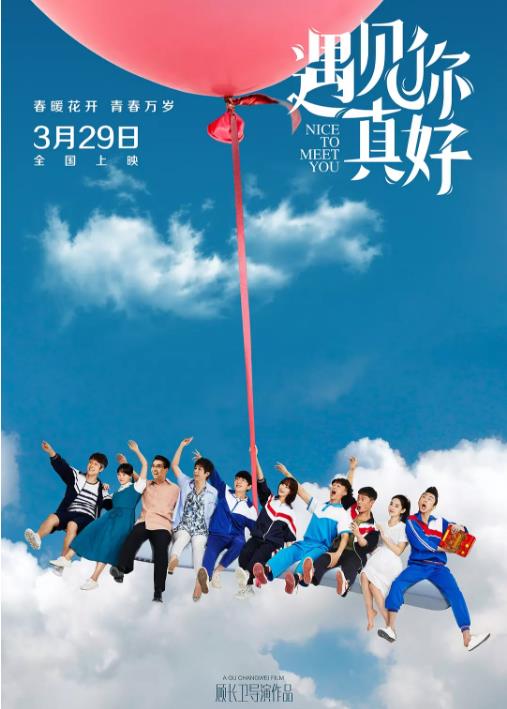 遇见你
真好
NICE
TO
MEET
YOU
春暖花开 青春万岁
3月29日
全国上映
A GU CHANGWEI FILM
顾长卫导演作品